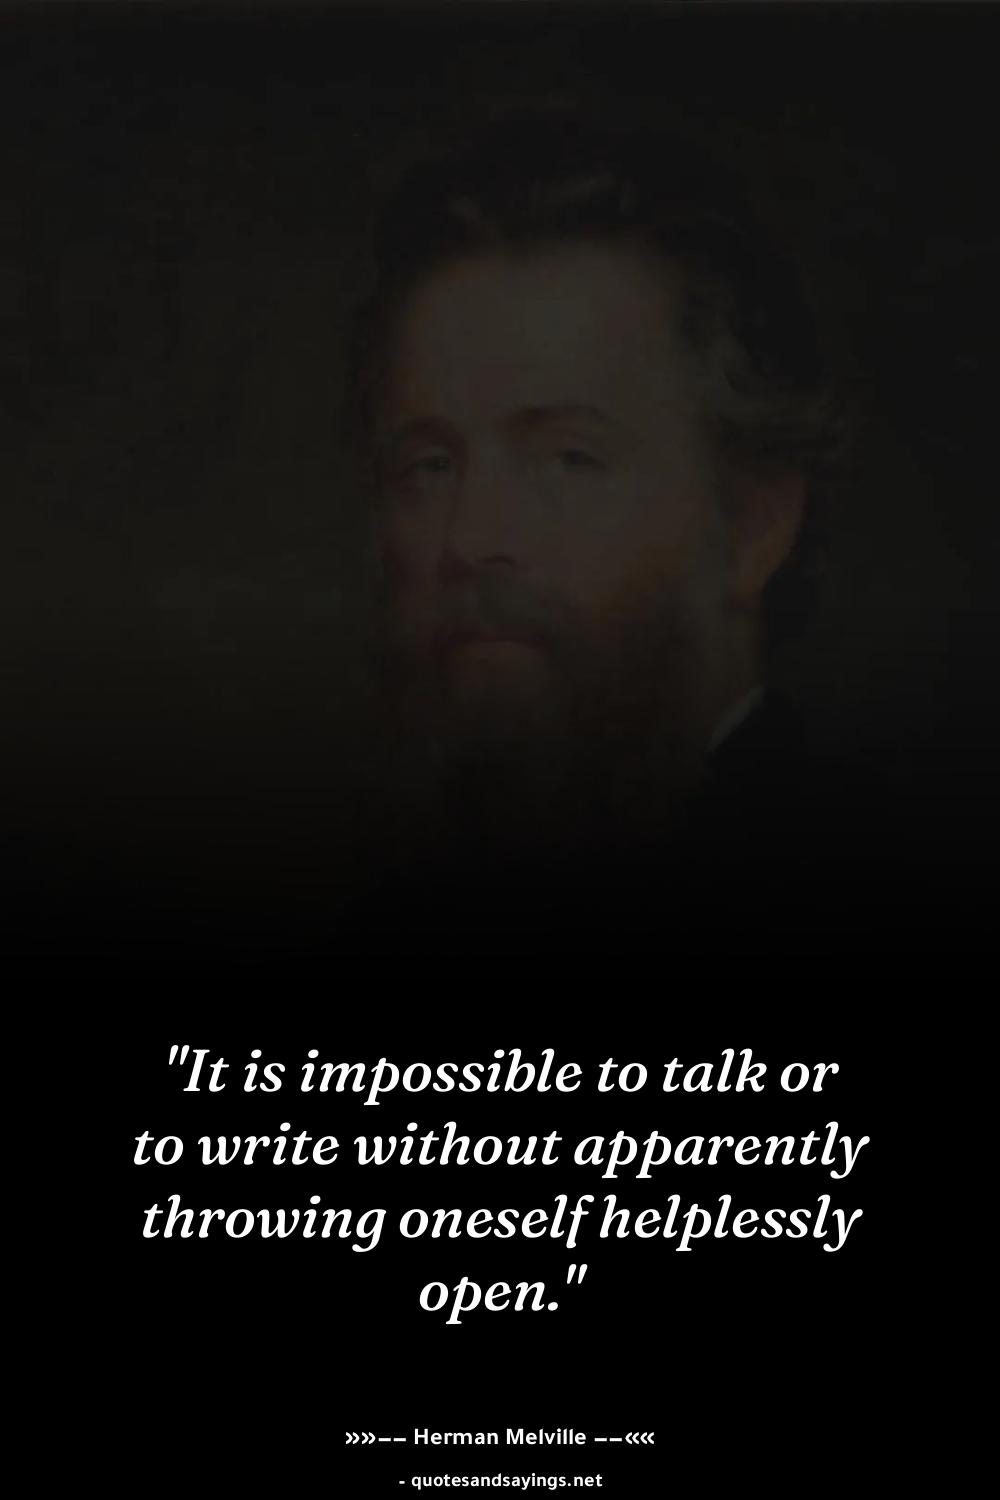 "It is impossible to talk or
to write without apparently
throwing oneself helplessly
open."
»»–– Herman Melville ––««
- quotesandsayings.net